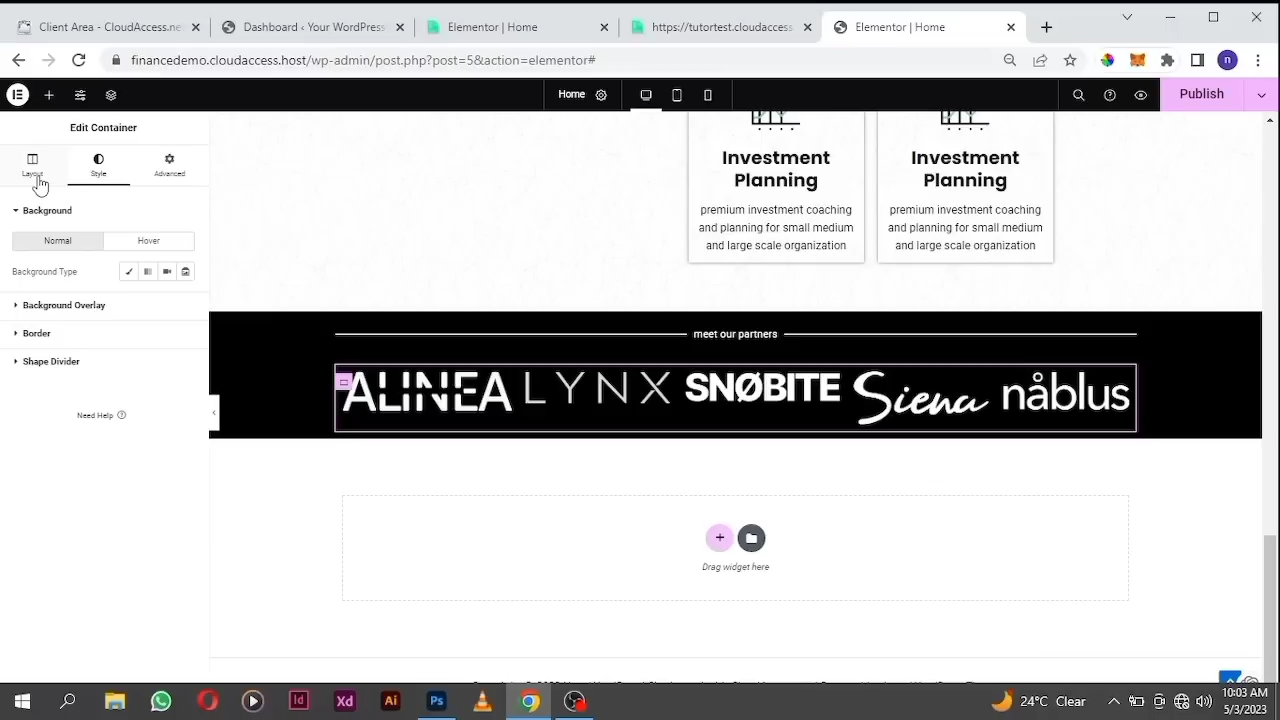 Client Area - CloudAccess.ne
Dashboard ‹ Your WordPress
Elementor | Home
https://tutortest.cloudaccess
Elementor | Home
financedemo.cloudaccess.host/wp-admin/post.php?post=5&action=elementor#
n
Home
Publish
Edit Container
Layout
Style
Advanced
Background
Normal
Hover
Background Type
Background Overlay
Border
Shape Divider
Need Help
Investment
Planning
premium investment coaching
and planning for small medium
and large scale organization
Investment
Planning
premium investment coaching
and planning for small medium
and large scale organization
meet our partners
ALINEA LYNX SNØBITE Siena nåblus
Drag widget here
Id
Xd
Ai
Ps
24°C Clear
10:03 AM
5/3/2023